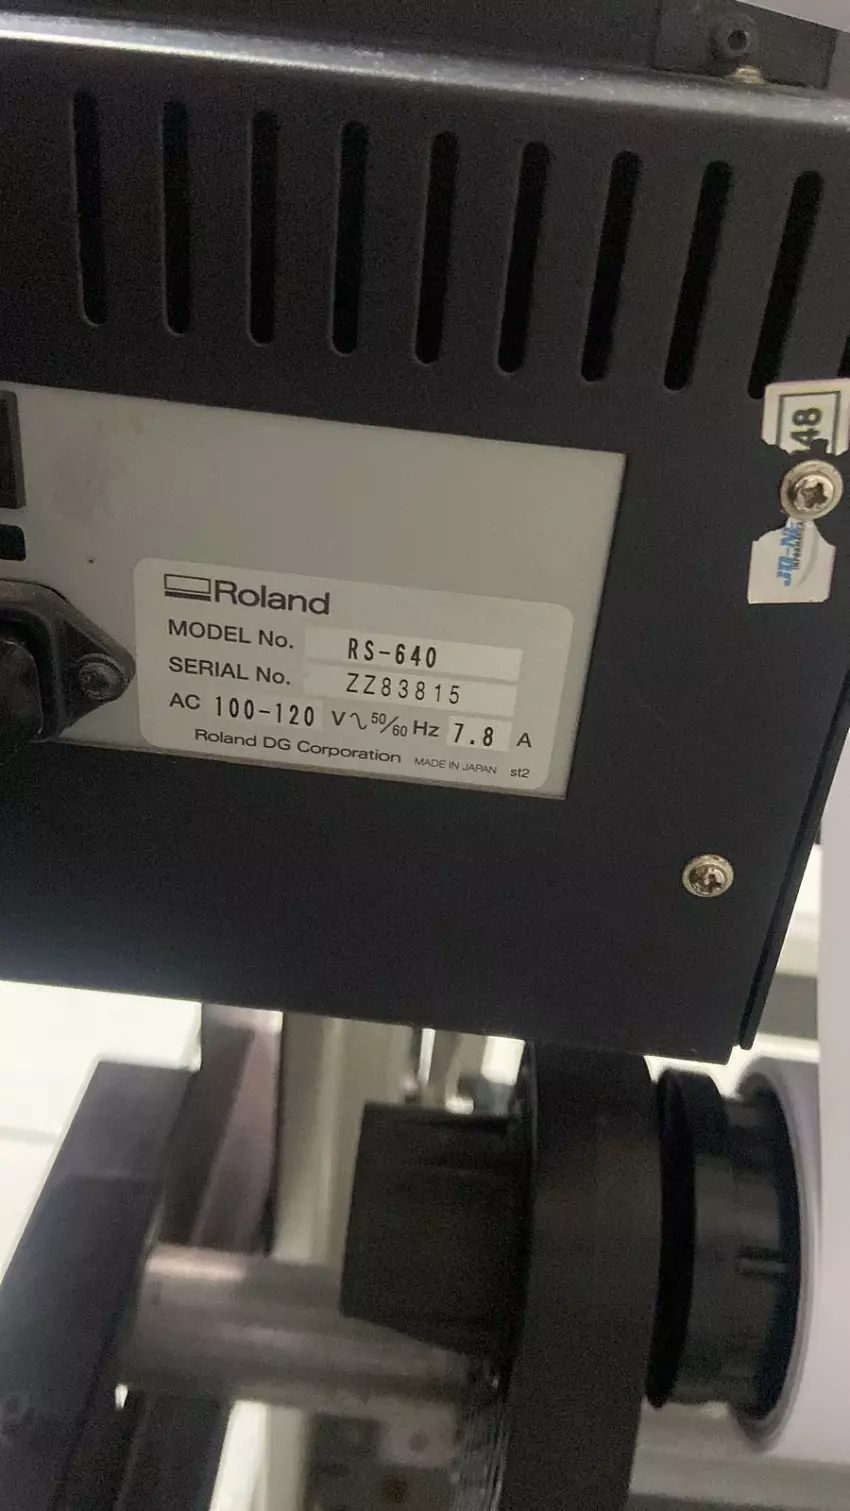 Roland
MODEL No. RS-640
SERIAL No. ZZ83815
AC 100-120 V∿50/60 Hz 7.8 A
Roland DG Corporation MADE IN JAPAN st2
48